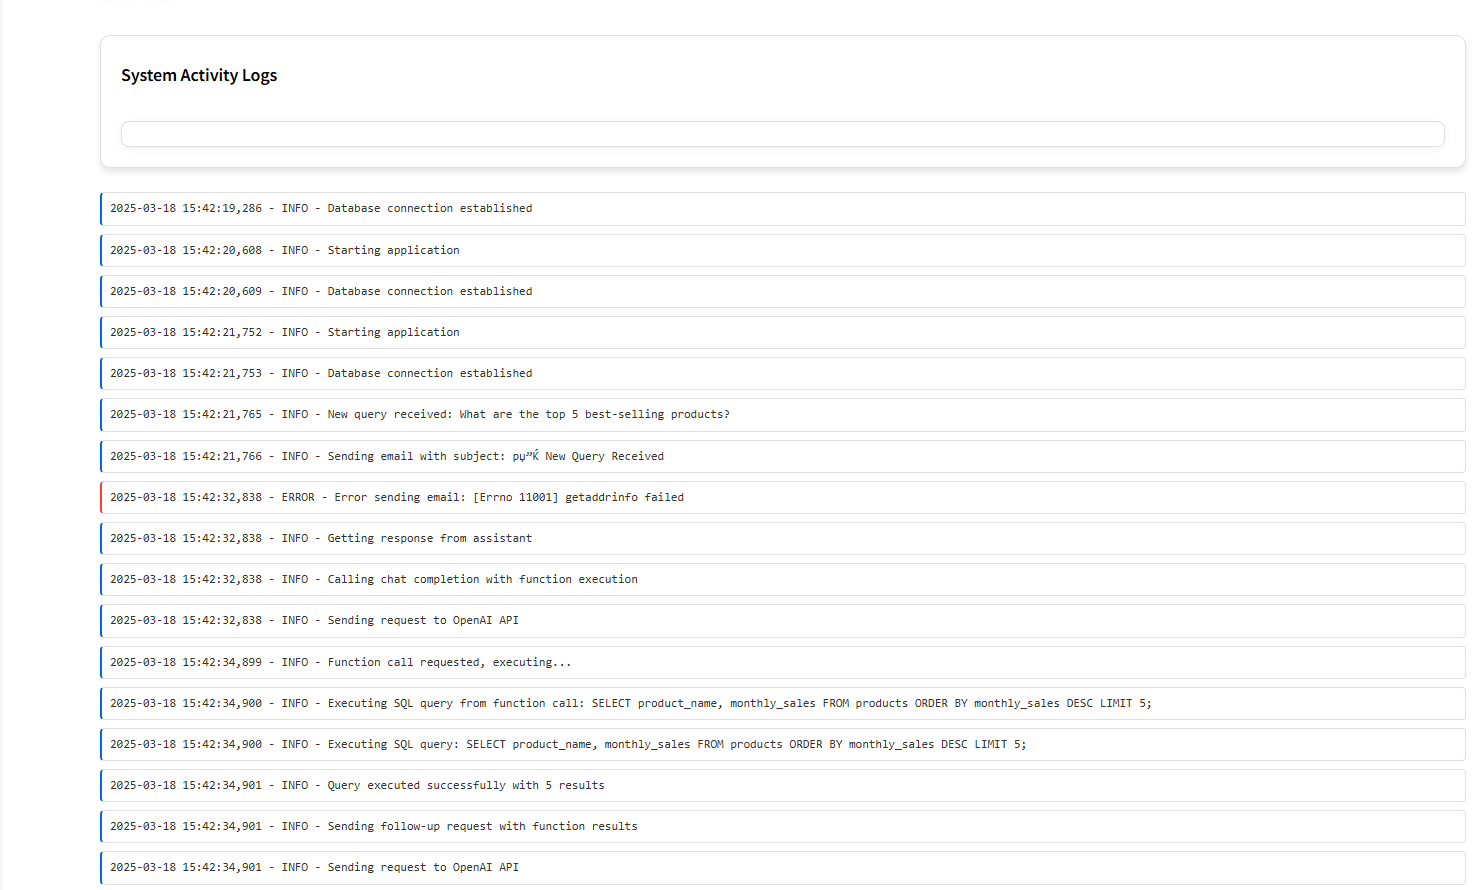 System Activity Logs
2025-03-18 15:42:19,286 - INFO - Database connection established
2025-03-18 15:42:20,608 - INFO - Starting application
2025-03-18 15:42:20,609 - INFO - Database connection established
2025-03-18 15:42:21,752 - INFO - Starting application
2025-03-18 15:42:21,753 - INFO - Database connection established
2025-03-18 15:42:21,765 - INFO - New query received: What are the top 5 best-selling products?
2025-03-18 15:42:21,766 - INFO - Sending email with subject: рџ”Ќ New Query Received
2025-03-18 15:42:32,838 - ERROR - Error sending email: [Errno 11001] getaddrinfo failed
2025-03-18 15:42:32,838 - INFO - Getting response from assistant
2025-03-18 15:42:32,838 - INFO - Calling chat completion with function execution
2025-03-18 15:42:32,838 - INFO - Sending request to OpenAI API
2025-03-18 15:42:34,899 - INFO - Function call requested, executing...
2025-03-18 15:42:34,900 - INFO - Executing SQL query from function call: SELECT product_name, monthly_sales FROM products ORDER BY monthly_sales DESC LIMIT 5;
2025-03-18 15:42:34,900 - INFO - Executing SQL query: SELECT product_name, monthly_sales FROM products ORDER BY monthly_sales DESC LIMIT 5;
2025-03-18 15:42:34,901 - INFO - Query executed successfully with 5 results
2025-03-18 15:42:34,901 - INFO - Sending follow-up request with function results
2025-03-18 15:42:34,901 - INFO - Sending request to OpenAI API